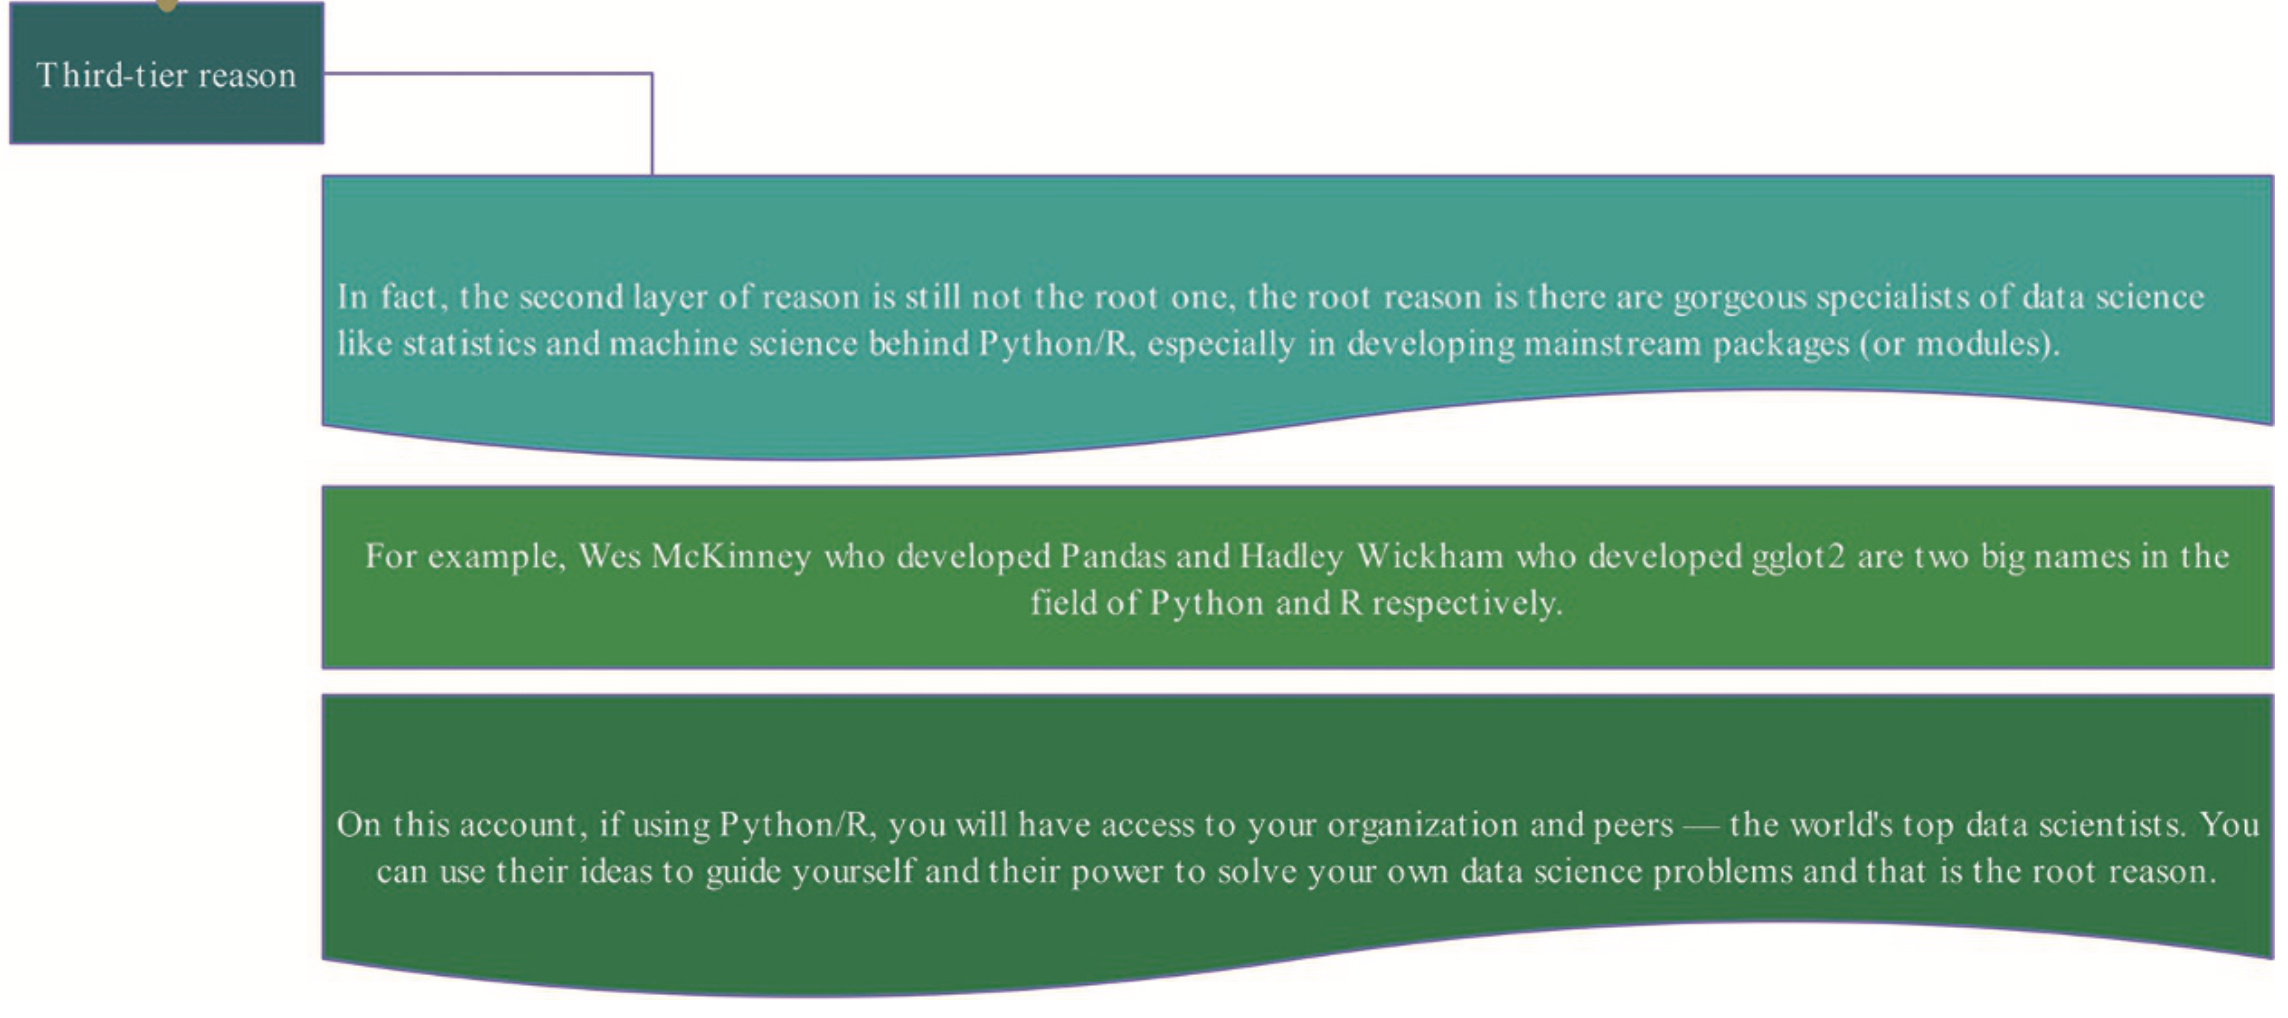 Third-tier reason
In fact, the second layer of reason is still not the root one, the root reason is there are gorgeous specialists of data science
like statistics and machine science behind Python/R, especially in developing mainstream packages (or modules).
For example, Wes McKinney who developed Pandas and Hadley Wickham who developed gglot2 are two big names in the
field of Python and R respectively.
On this account, if using Python/R, you will have access to your organization and peers — the world's top data scientists. You
can use their ideas to guide yourself and their power to solve your own data science problems and that is the root reason.